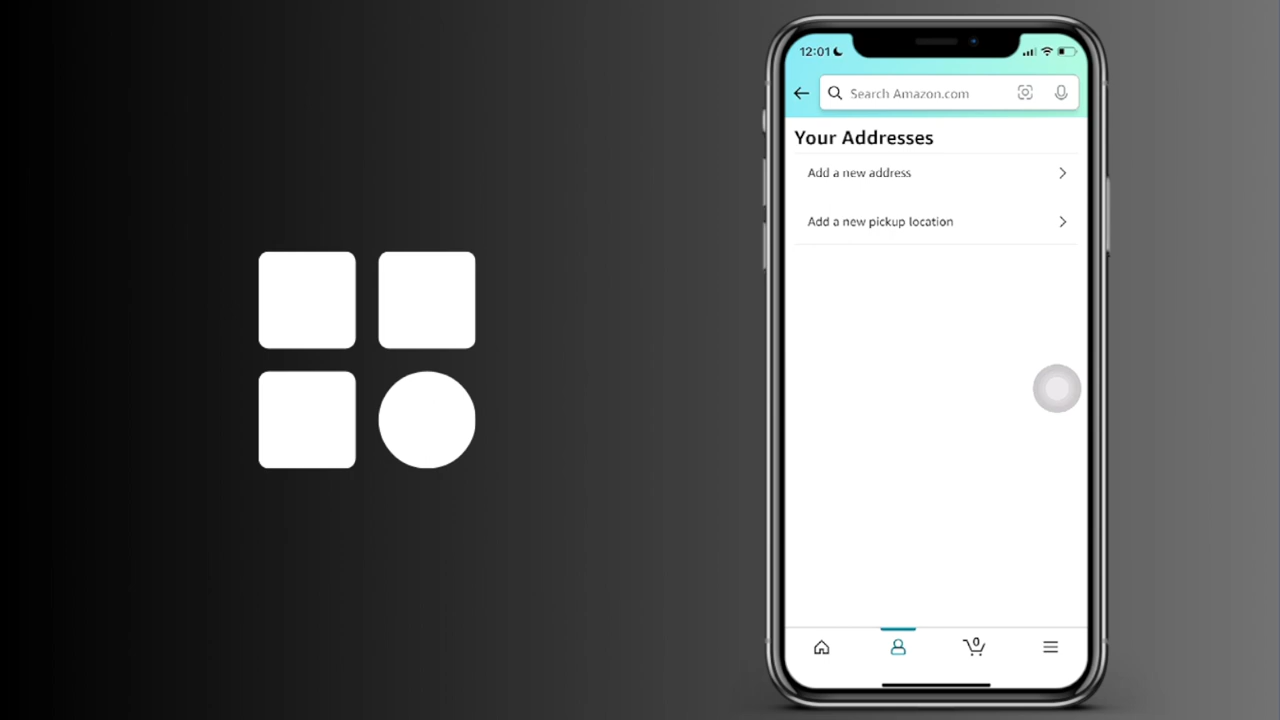 12:01
Search Amazon.com
Your Addresses
Add a new address
Add a new pickup location
0